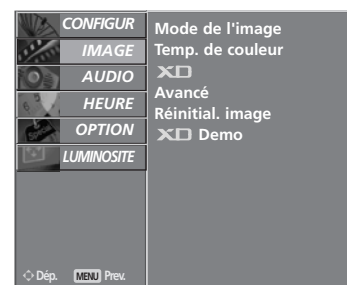 CONFIGUR
IMAGE
AUDIO
HEURE
OPTION
LUMINOSITE
Mode de l'image
Temp. de couleur
XD
Avancé
Réinitial. image
XD Demo
Dép. MENU Prev.